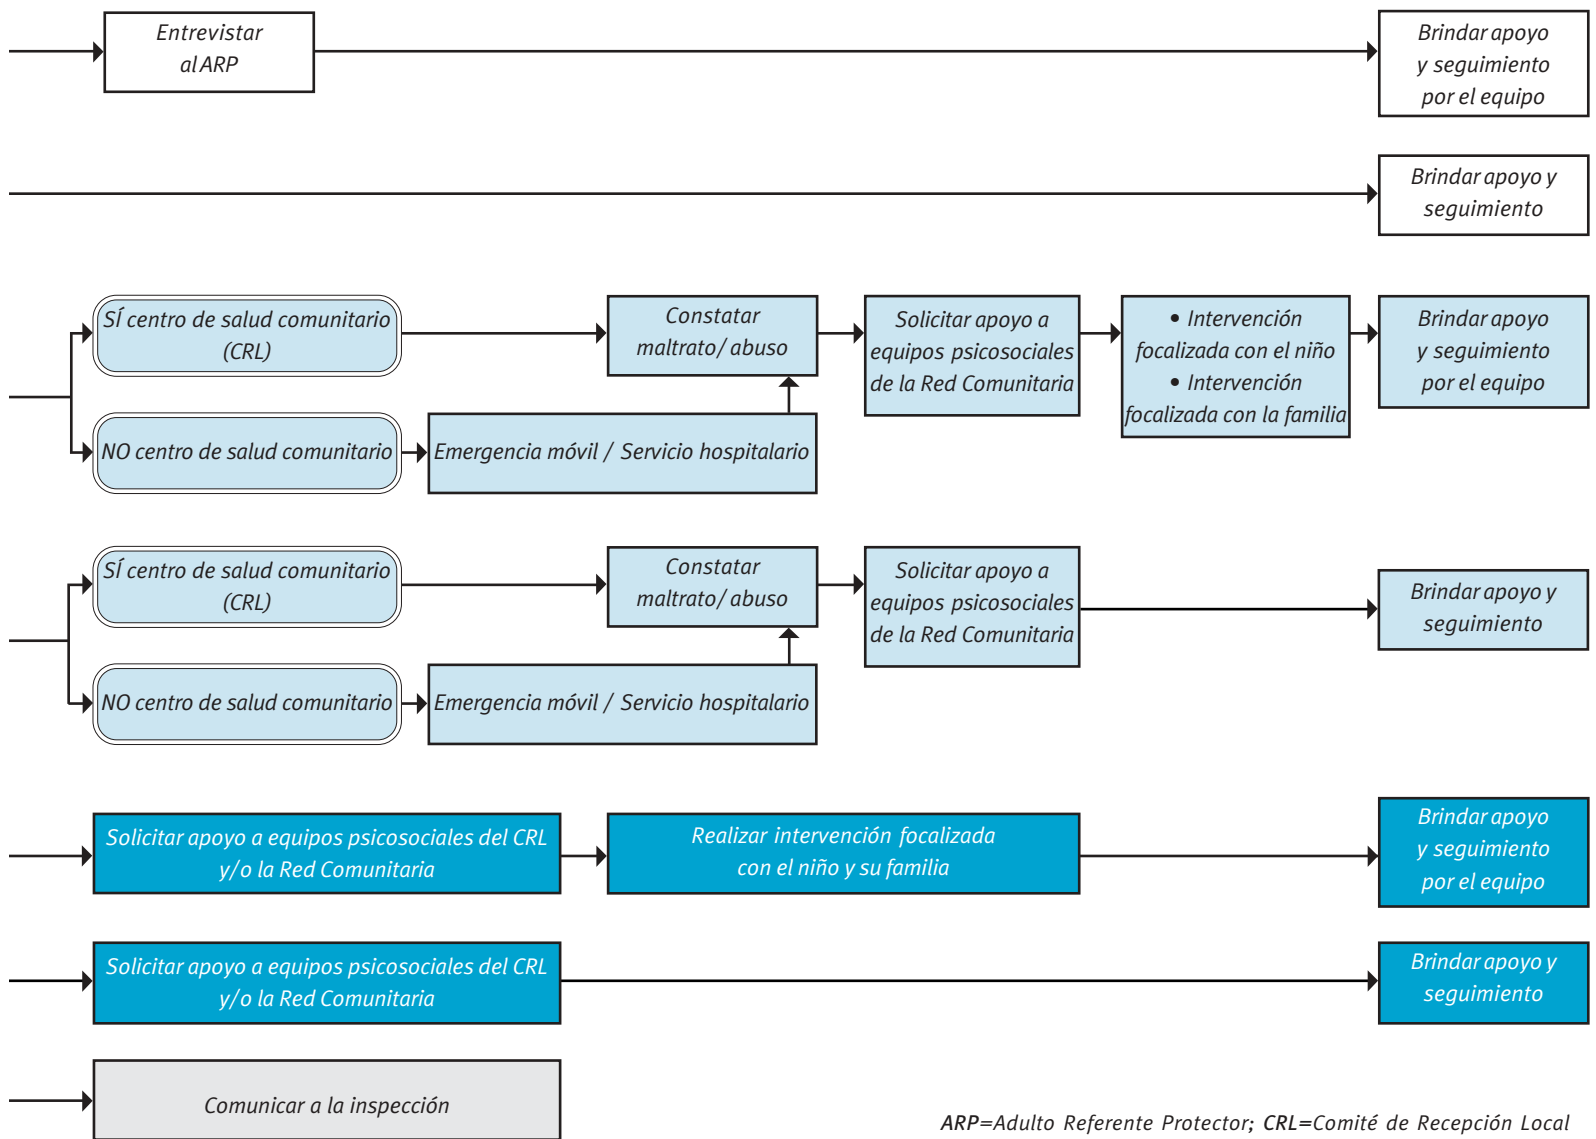 Entrevistar
al ARP
Brindar apoyo
y seguimiento
por el equipo
Brindar apoyo y
seguimiento
SÍ centro de salud comunitario
(CRL)
Constatar
maltrato/ abuso
Solicitar apoyo a
equipos psicosociales
de la Red Comunitaria
• Intervención
focalizada con el niño
• Intervención
focalizada con la familia
Brindar apoyo
y seguimiento
por el equipo
NO centro de salud comunitario
Emergencia móvil / Servicio hospitalario
SÍ centro de salud comunitario
(CRL)
Constatar
maltrato/ abuso
Solicitar apoyo a
equipos psicosociales
de la Red Comunitaria
Brindar apoyo y
seguimiento
NO centro de salud comunitario
Emergencia móvil / Servicio hospitalario
Solicitar apoyo a equipos psicosociales del CRL
y/o la Red Comunitaria
Realizar intervención focalizada
con el niño y su familia
Brindar apoyo
y seguimiento
por el equipo
Solicitar apoyo a equipos psicosociales del CRL
y/o la Red Comunitaria
Brindar apoyo y
seguimiento
Comunicar a la inspección
ARP=Adulto Referente Protector; CRL=Comité de Recepción Local